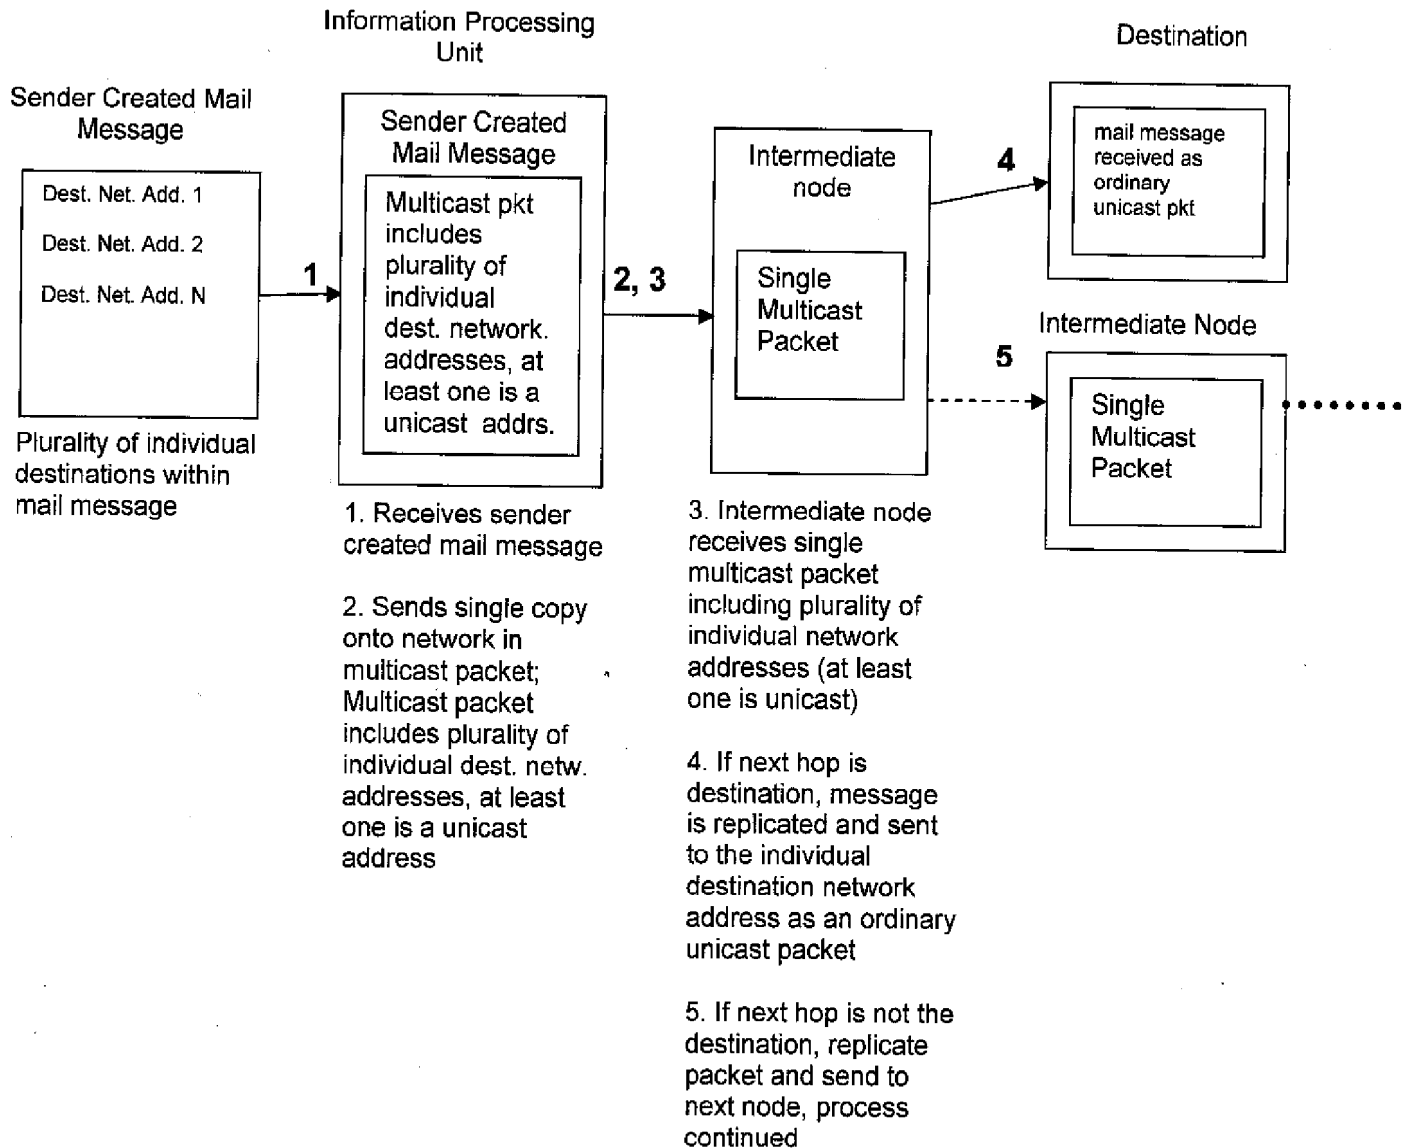 Information Processing
Unit
Destination
Sender Created Mail
Message
Dest. Net. Add. 1
Dest. Net. Add. 2
Dest. Net. Add. N
Plurality of individual
destinations within
mail message
1
Sender Created
Mail Message
Multicast pkt
includes
plurality of
individual
dest. network.
addresses, at
least one is a
unicast addrs.
2, 3
Intermediate
node
Single
Multicast
Packet
4
mail message
received as
ordinary
unicast pkt
5
Intermediate Node
Single
Multicast
Packet
1. Receives sender
created mail message
2. Sends single copy
onto network in
multicast packet;
Multicast packet
includes plurality of
individual dest. netw.
addresses, at least
one is a unicast
address
3. Intermediate node
receives single
multicast packet
including plurality of
individual network
addresses (at least
one is unicast)
4. If next hop is
destination, message
is replicated and sent
to the individual
destination network
address as an ordinary
unicast packet
5. If next hop is not the
destination, replicate
packet and send to
next node, process
continued